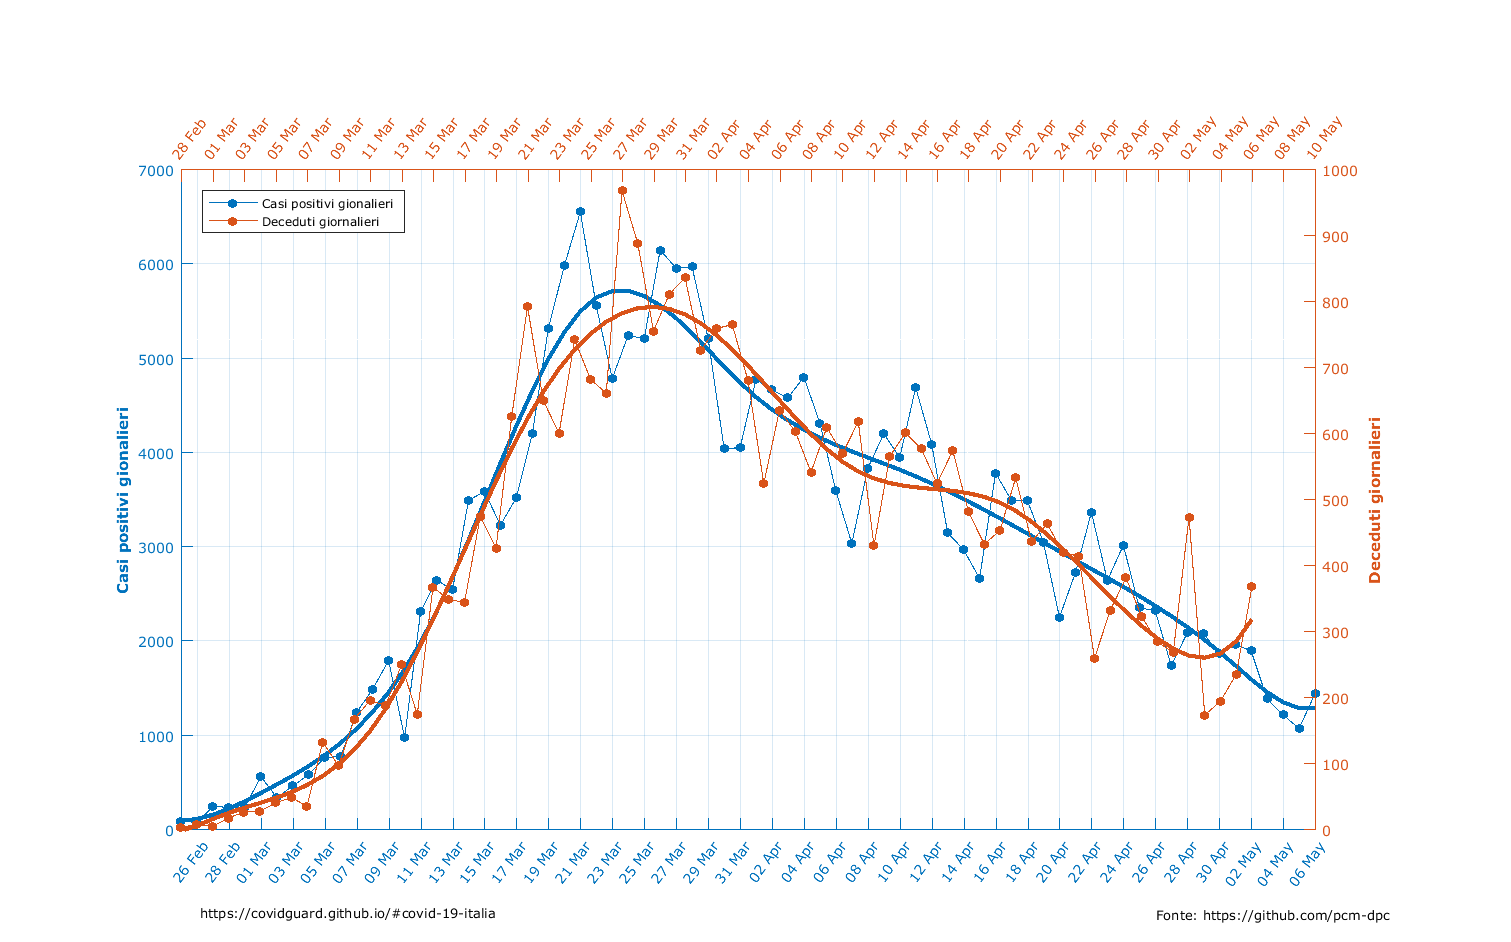 28 Feb
01 Mar
03 Mar
05 Mar
07 Mar
09 Mar
11 Mar
13 Mar
15 Mar
17 Mar
19 Mar
21 Mar
23 Mar
25 Mar
27 Mar
29 Mar
31 Mar
02 Apr
04 Apr
06 Apr
08 Apr
10 Apr
12 Apr
14 Apr
16 Apr
18 Apr
20 Apr
22 Apr
24 Apr
26 Apr
28 Apr
30 Apr
02 May
04 May
06 May
08 May
10 May
7000
6000
5000
4000
3000
2000
1000
0
Casi positivi gionalieri
Casi positivi gionalieri
Deceduti giornalieri
1000
900
800
700
600
500
400
300
200
100
0
Deceduti giornalieri
26 Feb
28 Feb
01 Mar
03 Mar
05 Mar
07 Mar
09 Mar
11 Mar
13 Mar
15 Mar
17 Mar
19 Mar
21 Mar
23 Mar
25 Mar
27 Mar
29 Mar
31 Mar
02 Apr
04 Apr
06 Apr
08 Apr
10 Apr
12 Apr
14 Apr
16 Apr
18 Apr
20 Apr
22 Apr
24 Apr
26 Apr
28 Apr
30 Apr
02 May
04 May
06 May
https://covidguard.github.io/#covid-19-italia
Fonte: https://github.com/pcm-dpc